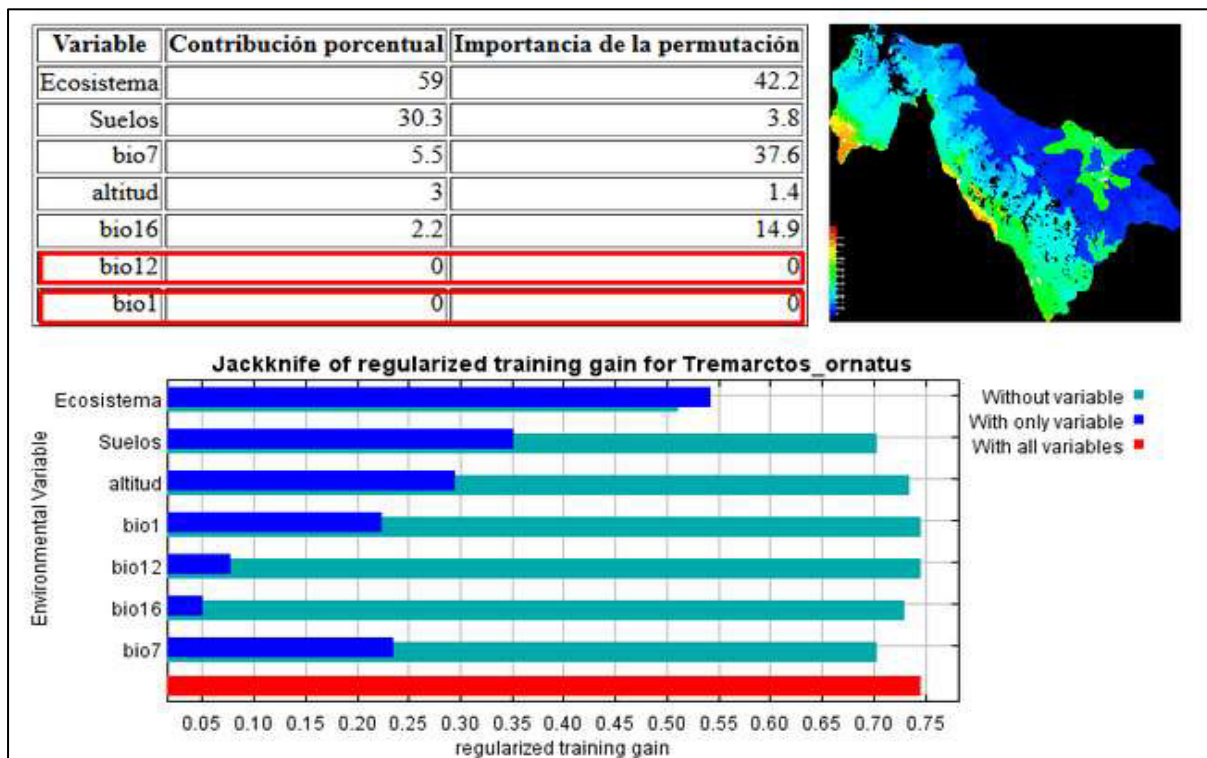 Variable Contribución porcentual Importancia de la permutación
Ecosistema 59 42.2
Suelos 30.3 3.8
bio7 5.5 37.6
altitud 3 1.4
bio16 2.2 14.9
bio12 0 0
bio1 0 0
Jackknife of regularized training gain for Tremarctos_ornatus
Environmental Variable
Ecosistema
Suelos
altitud
bio1
bio12
bio16
bio7
0.05 0.10 0.15 0.20 0.25 0.30 0.35 0.40 0.45 0.50 0.55 0.60 0.65 0.70 0.75
regularized training gain
Without variable
With only variable
With all variables